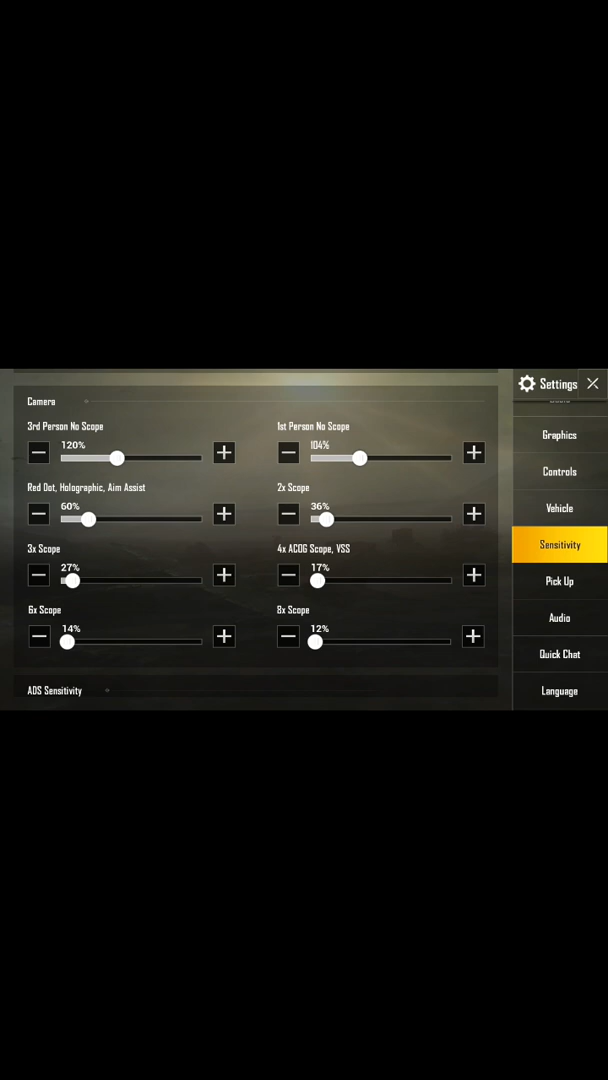 Settings
Camera
3rd Person No Scope
120%
1st Person No Scope
104%
Red Dot, Holographic, Aim Assist
60%
2x Scope
36%
3x Scope
27%
4x ACOG Scope, VSS
17%
6x Scope
14%
8x Scope
12%
ADS Sensitivity
Graphics
Controls
Vehicle
Sensitivity
Pick Up
Audio
Quick Chat
Language